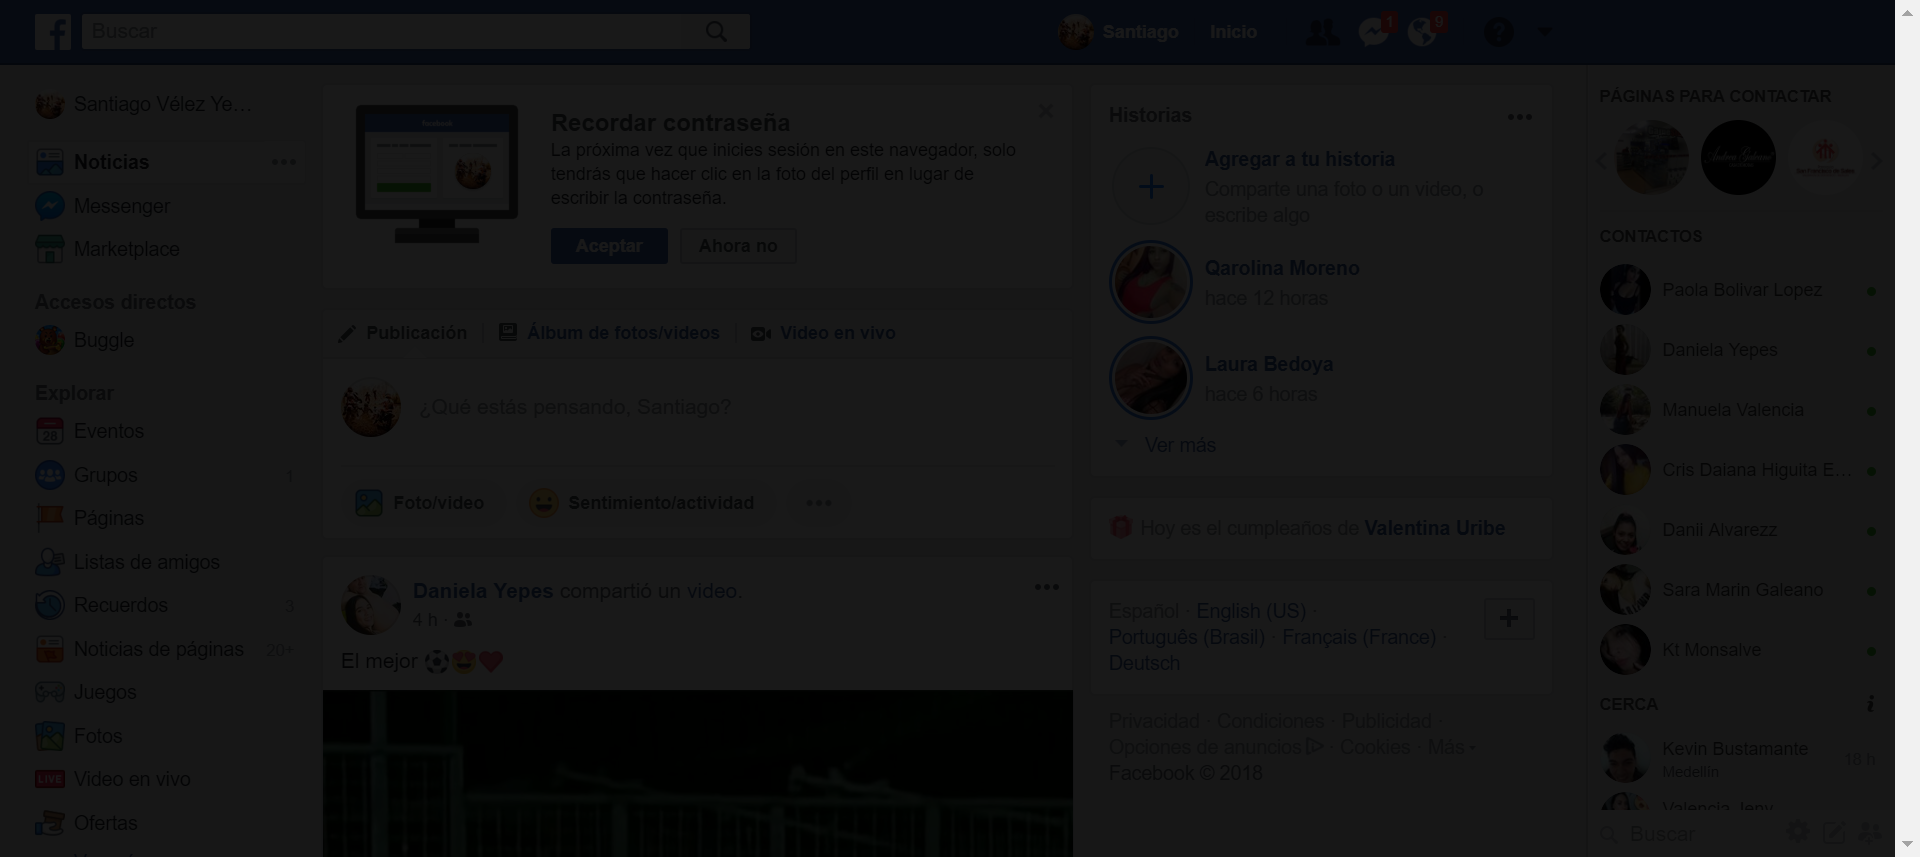 Buscar
Santiago
Inicio
1
9
Santiago Vélez Ye...
Noticias
Messenger
Marketplace
Accesos directos
Buggle
Explorar
28
Eventos
Grupos 1
Páginas
Listas de amigos
Recuerdos 3
Noticias de páginas 20+
Juegos
Fotos
LIVE
Video en vivo
Ofertas
Facebook
Recordar contraseña
La próxima vez que inicies sesión en este navegador, solo
tendrás que hacer clic en la foto del perfil en lugar de
escribir la contraseña.
Aceptar
Ahora no
Publicación
Álbum de fotos/videos
Video en vivo
¿Qué estás pensando, Santiago?
Foto/video
Sentimiento/actividad
Daniela Yepes compartió un video.
4 h ·
El mejor ⚽😍❤
Historias
Agregar a tu historia
Comparte una foto o un video, o
escribe algo
Qarolina Moreno
hace 12 horas
Laura Bedoya
hace 6 horas
Ver más
Hoy es el cumpleaños de Valentina Uribe
Español · English (US) ·
Português (Brasil) · Français (France) ·
Deutsch
Privacidad · Condiciones · Publicidad ·
Opciones de anuncios · Cookies · Más
Facebook © 2018
PÁGINAS PARA CONTACTAR
CONTACTOS
Paola Bolivar Lopez
Daniela Yepes
Manuela Valencia
Cris Daiana Higuita E...
Danii Alvarezz
Sara Marin Galeano
Kt Monsalve
CERCA
Kevin Bustamante
Medellín
18 h
Valencia Jeny
Buscar